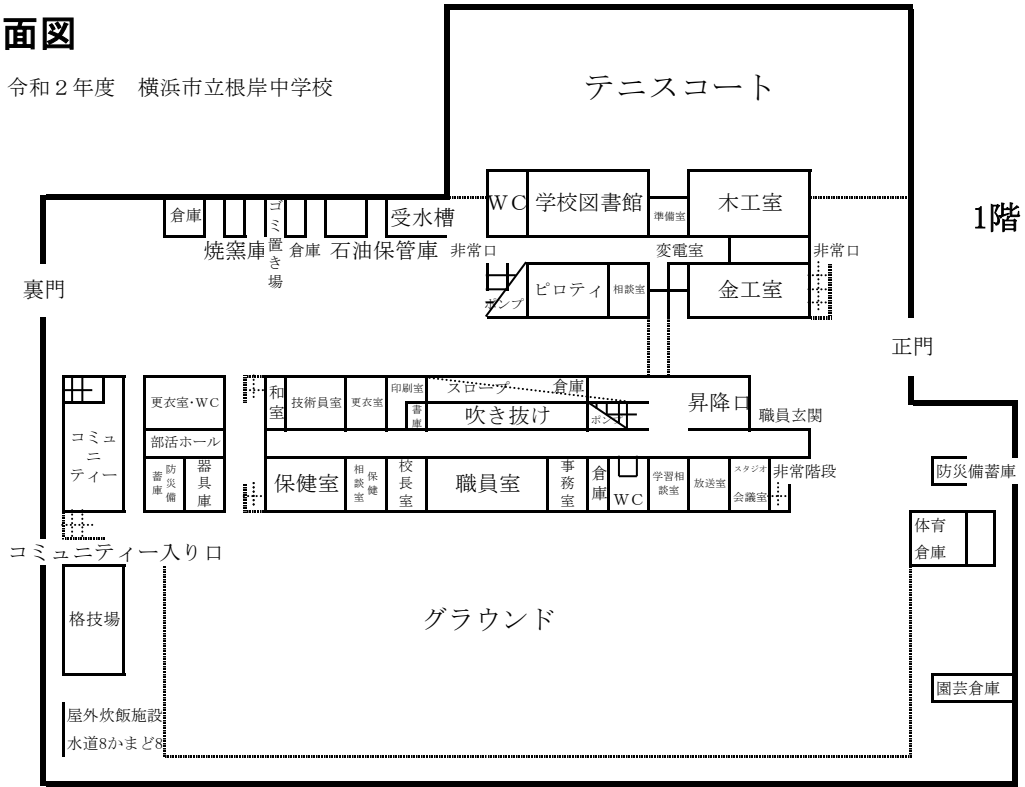 面図
令和２年度　横浜市立根岸中学校
テニスコート
1階
倉庫
ゴミ置き場
受水槽
ＷＣ
学校図書館
準備室
木工室
焼窯庫
倉庫
石油保管庫
非常口
変電室
非常口
裏門
ポンプ
ピロティ
相談室
金工室
正門
更衣室･WC
和室
技術員室
更衣室
印刷室
スロープ
倉庫
書庫
吹き抜け
ポンプ
昇降口
職員玄関
コミュ
ニ
ティー
部活ホール
防災備
蓄庫
器具庫
保健室
保健
相談室
校長室
職員室
事務室
倉庫
WC
学習相
談室
放送室
スタジオ
会議室
非常階段
防災備蓄庫
体育
倉庫
コミュニティー入り口
格技場
グラウンド
園芸倉庫
屋外炊飯施設
水道8かまど8